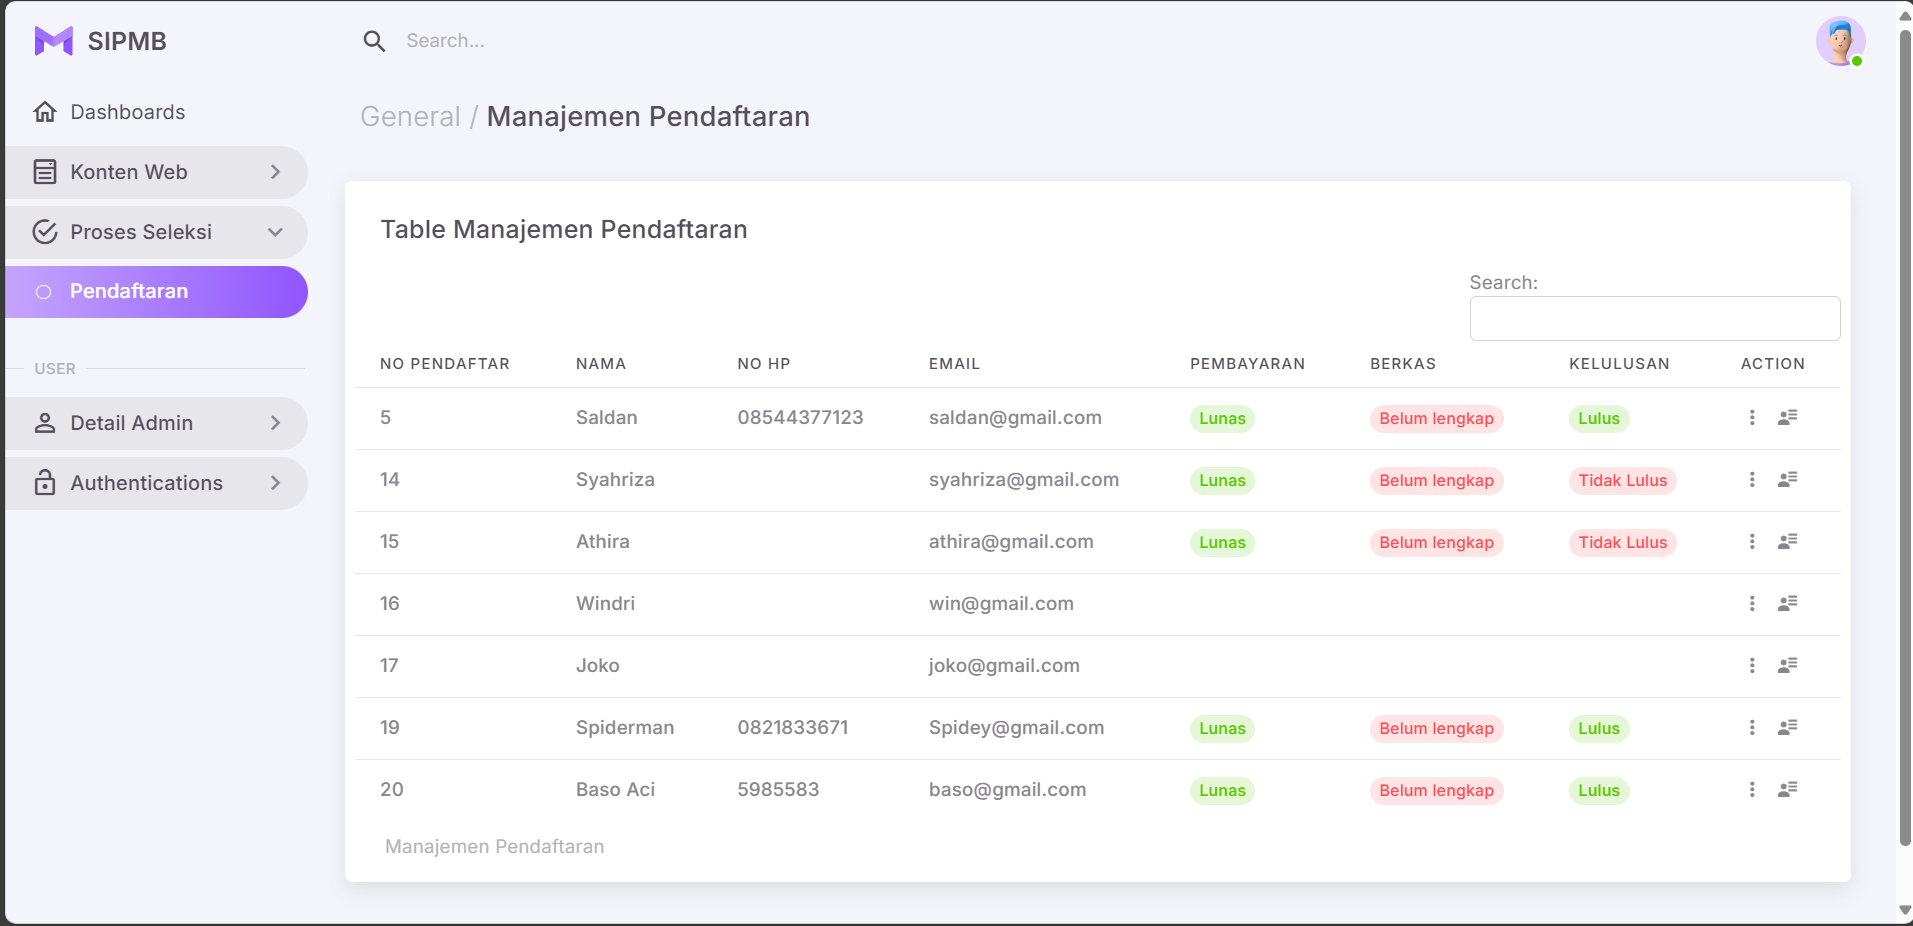 SIPMB
Search...
Dashboards
Konten Web
Proses Seleksi
Pendaftaran
USER
Detail Admin
Authentications
General / Manajemen Pendaftaran
Table Manajemen Pendaftaran
Search:
NO PENDAFTAR NAMA NO HP EMAIL PEMBAYARAN BERKAS KELULUSAN ACTION
5 Saldan 08544377123 saldan@gmail.com Lunas Belum lengkap Lulus
14 Syahriza syahriza@gmail.com Lunas Belum lengkap Tidak Lulus
15 Athira athira@gmail.com Lunas Belum lengkap Tidak Lulus
16 Windri win@gmail.com
17 Joko joko@gmail.com
19 Spiderman 0821833671 Spidey@gmail.com Lunas Belum lengkap Lulus
20 Baso Aci 5985583 baso@gmail.com Lunas Belum lengkap Lulus
Manajemen Pendaftaran